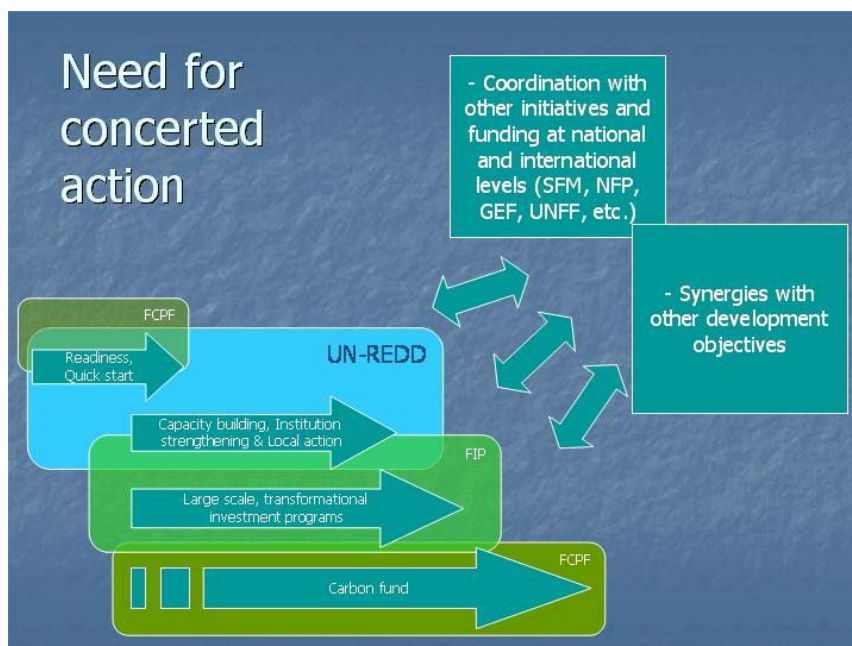 Need for
concerted
action
- Coordination with
other initiatives and
funding at national
and international
levels (SFM, NFP,
GEF, UNFF, etc.)
- Synergies with
other development
objectives
FCPF
Readiness,
Quick start
UN-REDD
Capacity building, Institution
strengthening & Local action
FIP
Large scale, transformational
investment programs
FCPF
Carbon fund